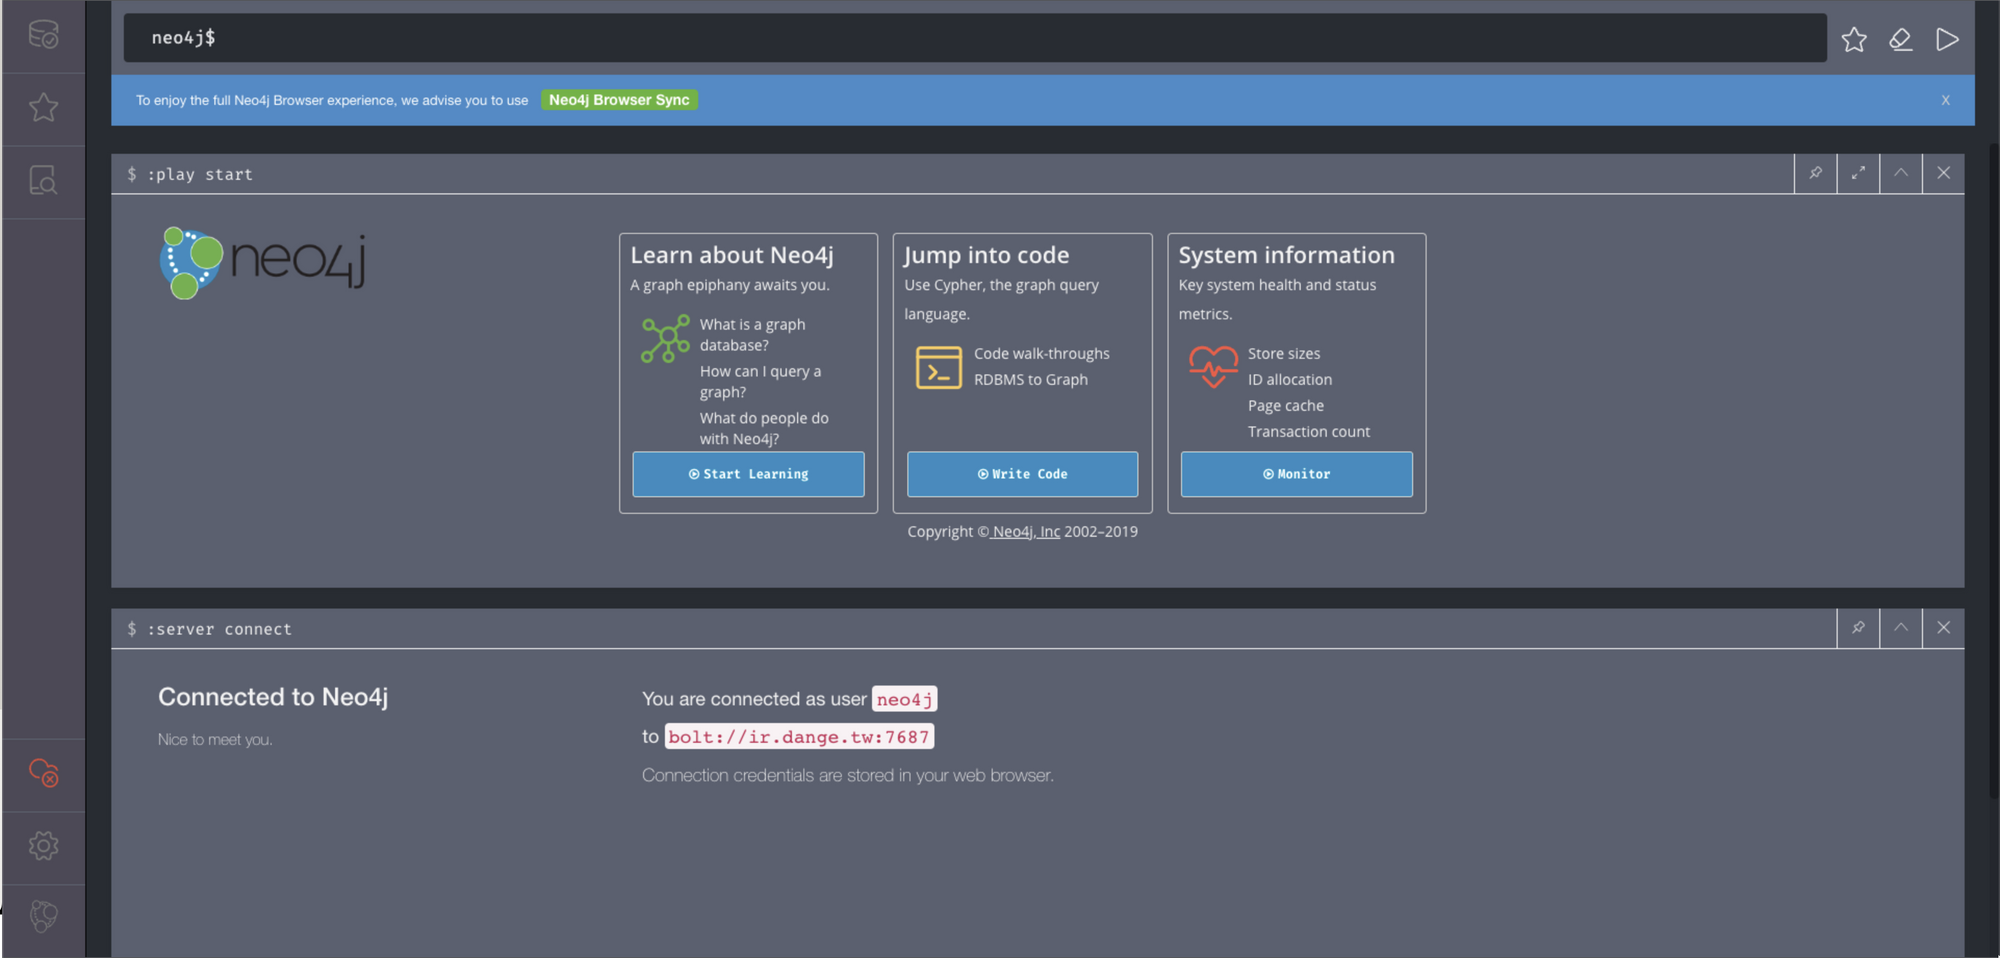 neo4j$
To enjoy the full Neo4j Browser experience, we advise you to use Neo4j Browser Sync
X
$ :play start
neo4j
Learn about Neo4j
A graph epiphany awaits you.
What is a graph
database?
How can I query a
graph?
What do people do
with Neo4j?
Start Learning
Jump into code
Use Cypher, the graph query
language.
Code walk-throughs
RDBMS to Graph
Write Code
System information
Key system health and status
metrics.
Store sizes
ID allocation
Page cache
Transaction count
Monitor
Copyright © Neo4j, Inc 2002–2019
$ :server connect
Connected to Neo4j
Nice to meet you.
You are connected as user neo4j
to bolt://ir.dange.tw:7687
Connection credentials are stored in your web browser.